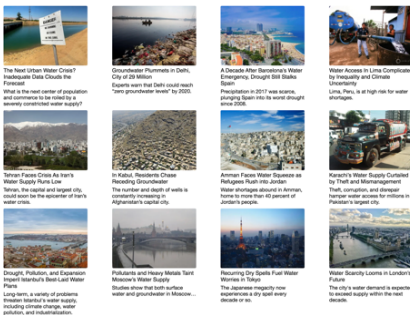 The Next Urban Water Crisis?
Inadequate Data Clouds the
Forecast
What is the next center of population
and commerce to be roiled by a
severely constricted water supply?
Groundwater Plummets in Delhi,
City of 29 Million
Experts warn that Delhi could reach
"zero groundwater levels" by 2020.
A Decade After Barcelona's Water
Emergency, Drought Still Stalks
Spain
Precipitation in 2017 was scarce,
plunging Spain into its worst drought
since 2008.
Water Access In Lima Complicated
by Inequality and Climate
Uncertainty
Lima, Peru, is at high risk for water
shortages.
Tehran Faces Crisis As Iran's
Water Supply Runs Low
Tehran, the capital and largest city,
could soon be the epicenter of Iran's
water crisis.
In Kabul, Residents Chase
Receding Groundwater
The number and depth of wells is
constantly increasing in
Afghanistan's capital city.
Amman Faces Water Squeeze as
Refugees Rush into Jordan
Water shortages abound in Amman,
home to more than 40 percent of
Jordan's people.
Karachi's Water Supply Curtailed
by Theft and Mismanagement
Theft, corruption, and disrepair
hamper water access for millions in
Pakistan's largest city.
Drought, Pollution, and Expansion
Imperil Istanbul's Best-Laid Water
Plans
Long-term, a variety of problems
threaten Istanbul's water supply,
including climate change, water
pollution, and industrialization.
Pollutants and Heavy Metals Taint
Moscow's Water Supply
Studies show that both surface
water and groundwater in Moscow…
Recurring Dry Spells Fuel Water
Worries in Tokyo
The Japanese megacity now
experiences a dry spell every
decade or so.
Water Scarcity Looms in London's
Future
The city's water demand is expected
to exceed supply within the next
decade.